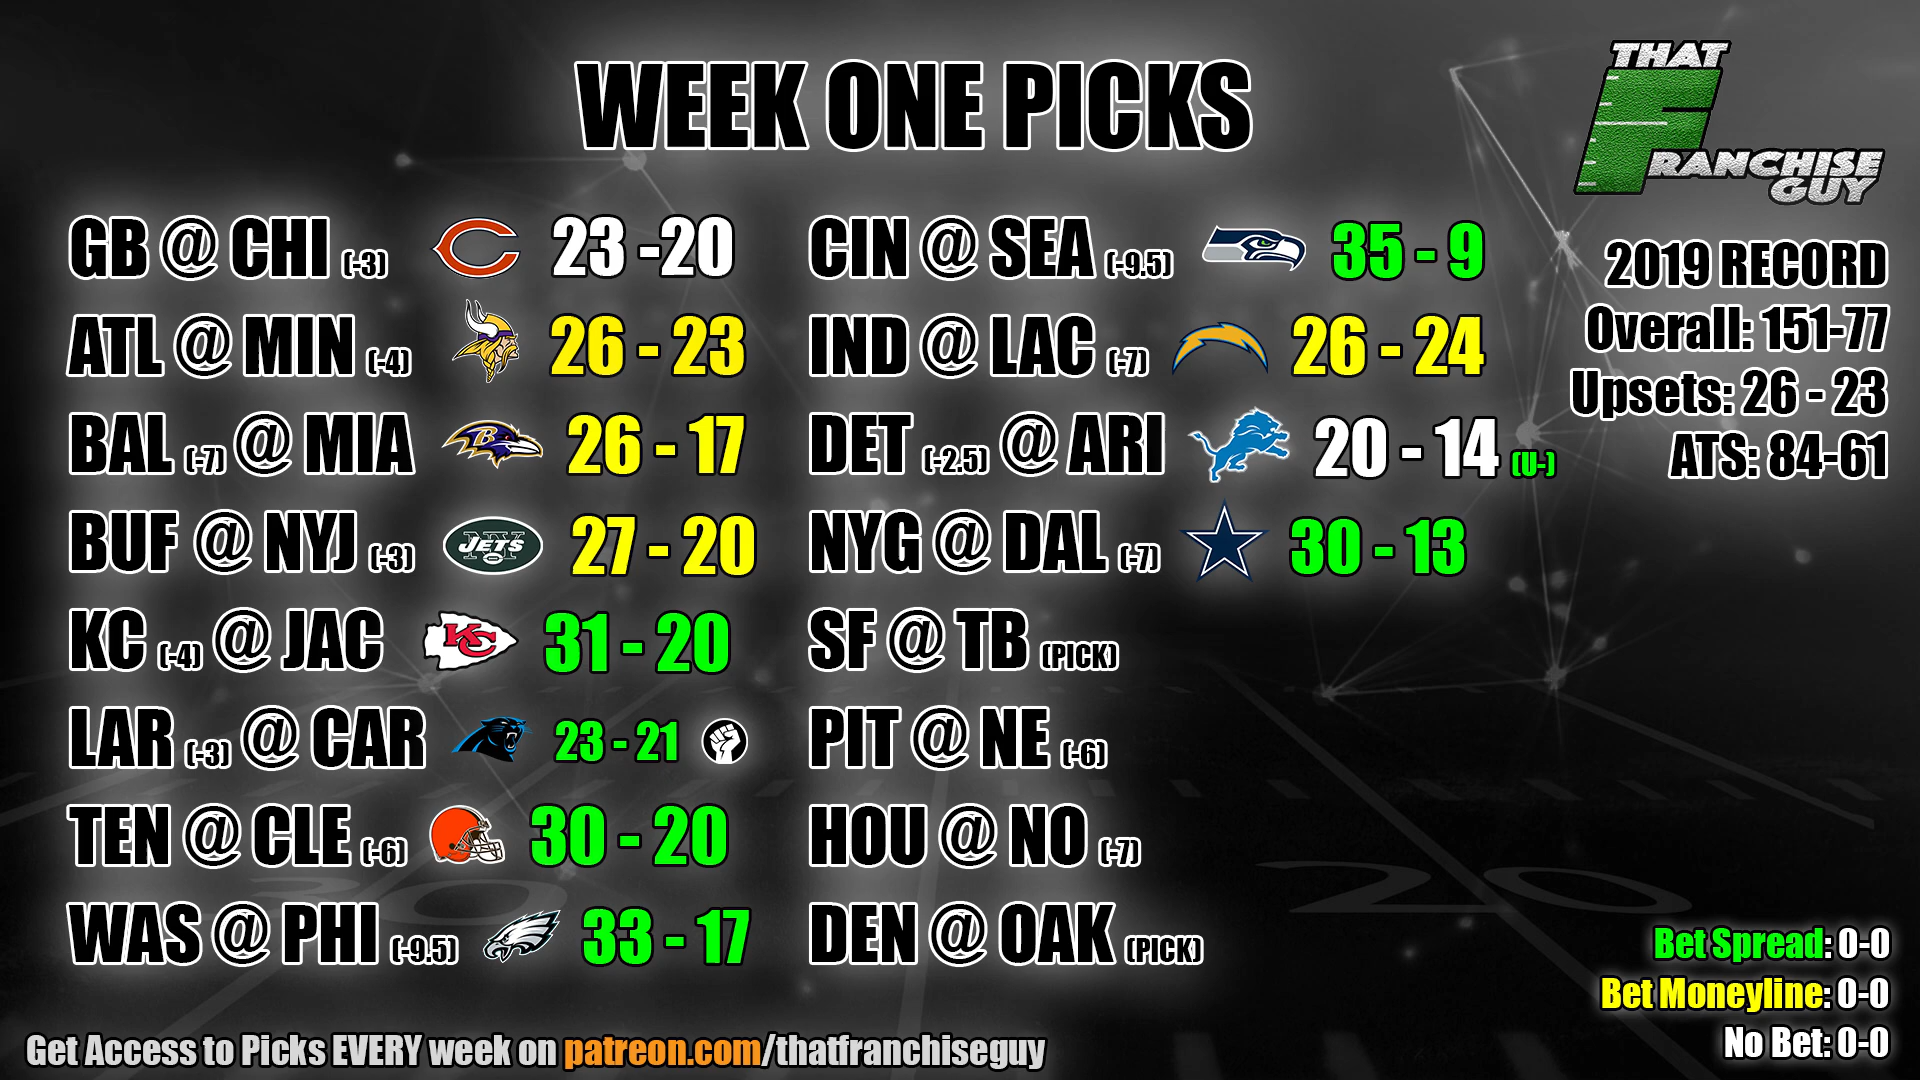 WEEK ONE PICKS
THAT
FRANCHISE
GUY
GB @ CHI (-3) 23 -20
ATL @ MIN (-4) 26 - 23
BAL (-7) @ MIA 26 - 17
BUF @ NYJ (-3) NY JETS 27 - 20
KC (-4) @ JAC KC 31 - 20
LAR (-3) @ CAR 23 - 21
TEN @ CLE (-6) 30 - 20
WAS @ PHI (-9.5) 33 - 17
CIN @ SEA (-9.5) 35 - 9
IND @ LAC (-7) 26 - 24
DET (-2.5) @ ARI 20 - 14 (U-)
NYG @ DAL (-7) 30 - 13
SF @ TB (PICK)
PIT @ NE (-6)
HOU @ NO (-7)
DEN @ OAK (PICK)
2019 RECORD
Overall: 151-77
Upsets: 26 - 23
ATS: 84-61
30
20
Bet Spread: 0-0
Bet Moneyline: 0-0
No Bet: 0-0
Get Access to Picks EVERY week on patreon.com/thatfranchiseguy